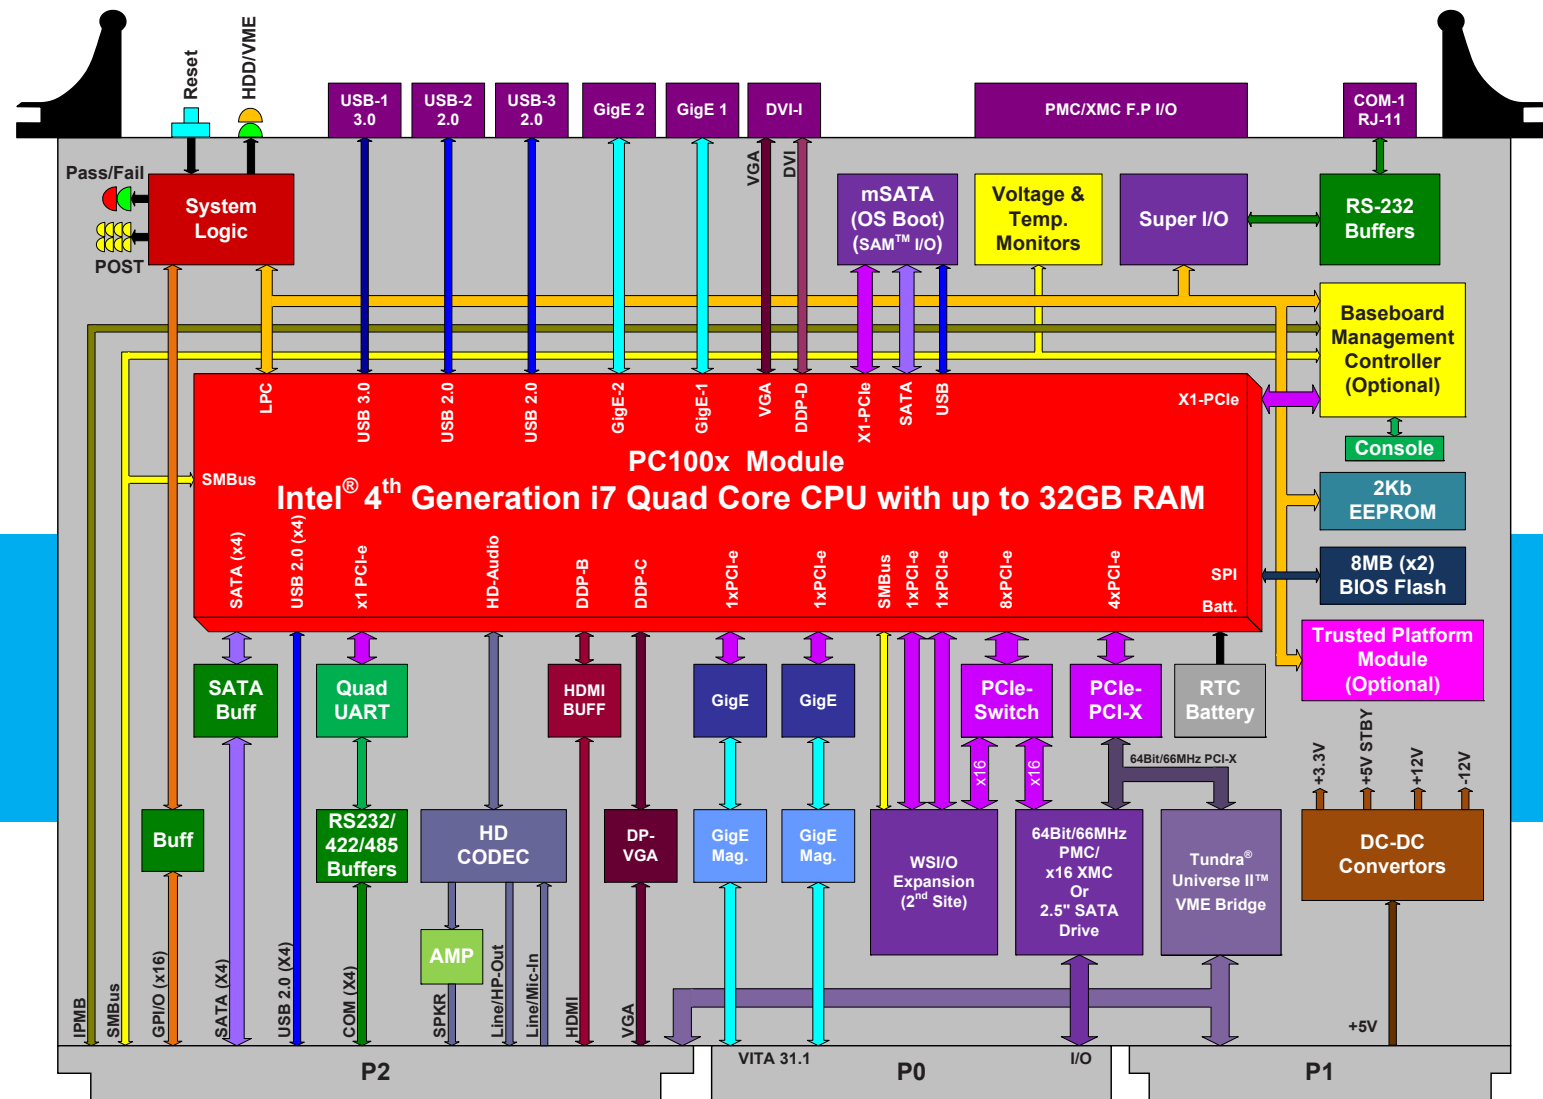 Reset
HDD/VME
USB-1
3.0
USB-2
2.0
USB-3
2.0
GigE 2
GigE 1
DVI-I
PMC/XMC F.P I/O
COM-1
RJ-11
Pass/Fail
POST
System
Logic
VGA
DVI
mSATA
(OS Boot)
(SAM™ I/O)
Voltage &
Temp.
Monitors
Super I/O
RS-232
Buffers
Baseboard
Management
Controller
(Optional)
Console
2Kb
EEPROM
8MB (x2)
BIOS Flash
Trusted Platform
Module
(Optional)
LPC
USB 3.0
USB 2.0
USB 2.0
GigE-2
GigE-1
VGA
DDP-D
X1-PCIe
SATA
USB
X1-PCIe
SMBus
PC100x Module
Intel® 4th Generation i7 Quad Core CPU with up to 32GB RAM
SATA (x4)
USB 2.0 (x4)
x1 PCI-e
HD-Audio
DDP-B
DDP-C
1xPCI-e
1xPCI-e
SMBus
1xPCI-e
1xPCI-e
8xPCI-e
4xPCI-e
SPI
Batt.
SATA
Buff
Quad
UART
HDMI
BUFF
GigE
GigE
PCIe-
Switch
PCIe-
PCI-X
RTC
Battery
x16
x16
64Bit/66MHz PCI-X
+3.3V
+5V STBY
+12V
-12V
Buff
RS232/
422/485
Buffers
HD
CODEC
DP-
VGA
GigE
Mag.
GigE
Mag.
WSI/O
Expansion
(2nd Site)
64Bit/66MHz
PMC/
x16 XMC
Or
2.5" SATA
Drive
Tundra®
Universe II™
VME Bridge
DC-DC
Convertors
AMP
IPMB
SMBus
GPI/O (x16)
SATA (X4)
USB 2.0 (X4)
COM (X4)
SPKR
Line/HP-Out
Line/Mic-In
HDMI
VGA
+5V
VITA 31.1
I/O
P2
P0
P1